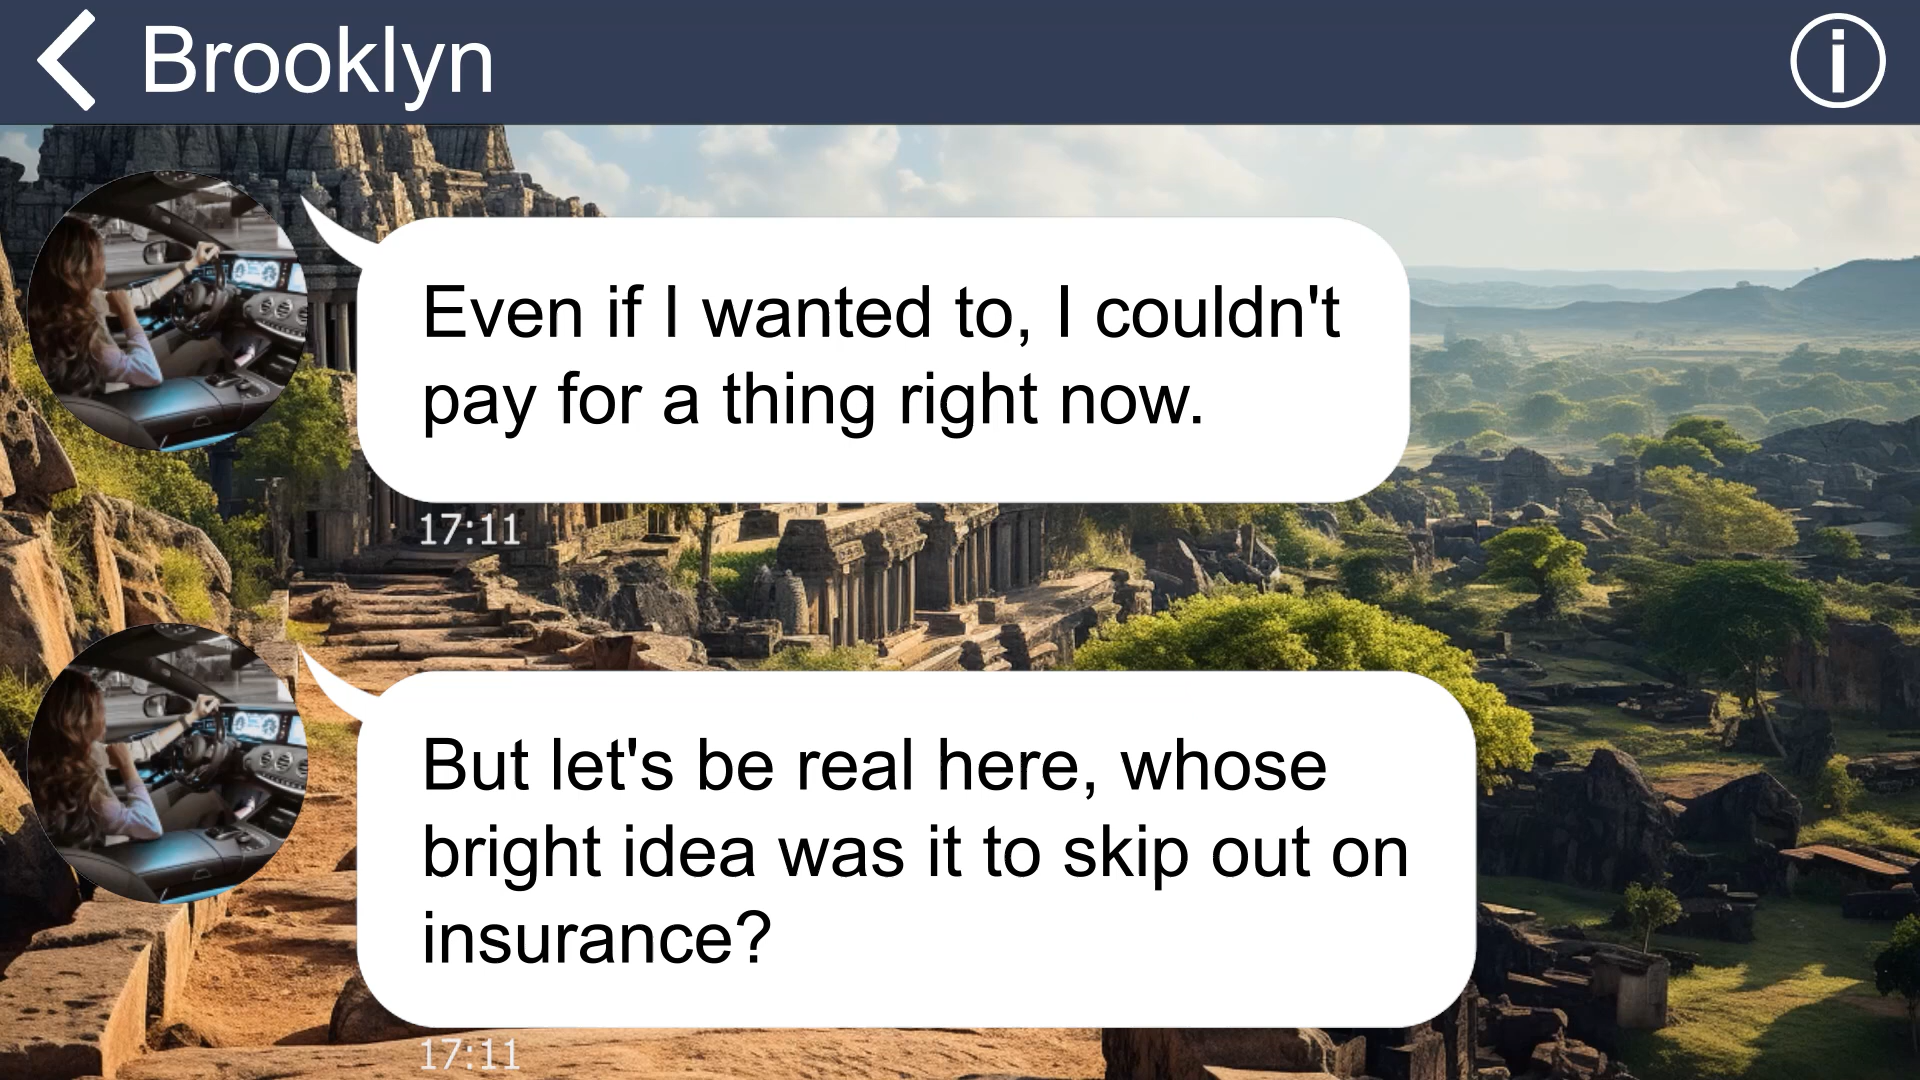 Brooklyn
Even if I wanted to, I couldn't
pay for a thing right now.
17:11
But let's be real here, whose
bright idea was it to skip out on
insurance?
17:11